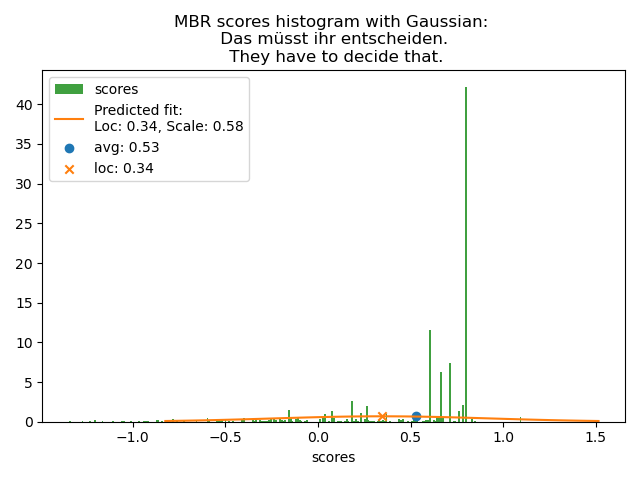 MBR scores histogram with Gaussian:
Das müsst ihr entscheiden.
They have to decide that.
scores
Predicted fit:
Loc: 0.34, Scale: 0.58
avg: 0.53
loc: 0.34
40
35
30
25
20
15
10
5
0
−1.0 −0.5 0.0 0.5 1.0 1.5
scores